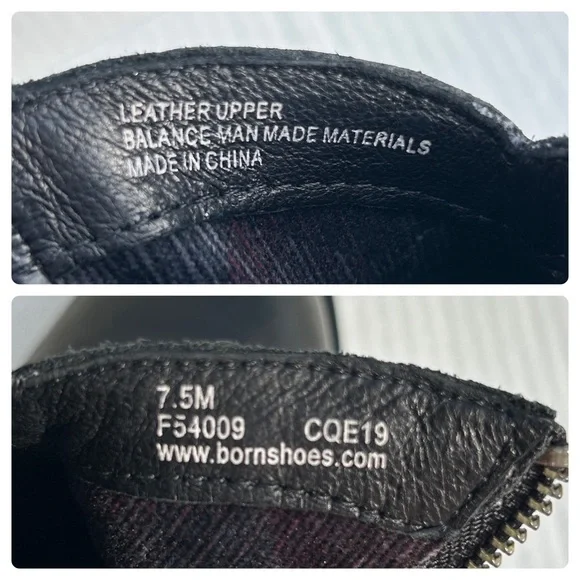 LEATHER UPPER
BALANCE MAN MADE MATERIALS
MADE IN CHINA
7.5M
F54009 CQE19
www.bornshoes.com